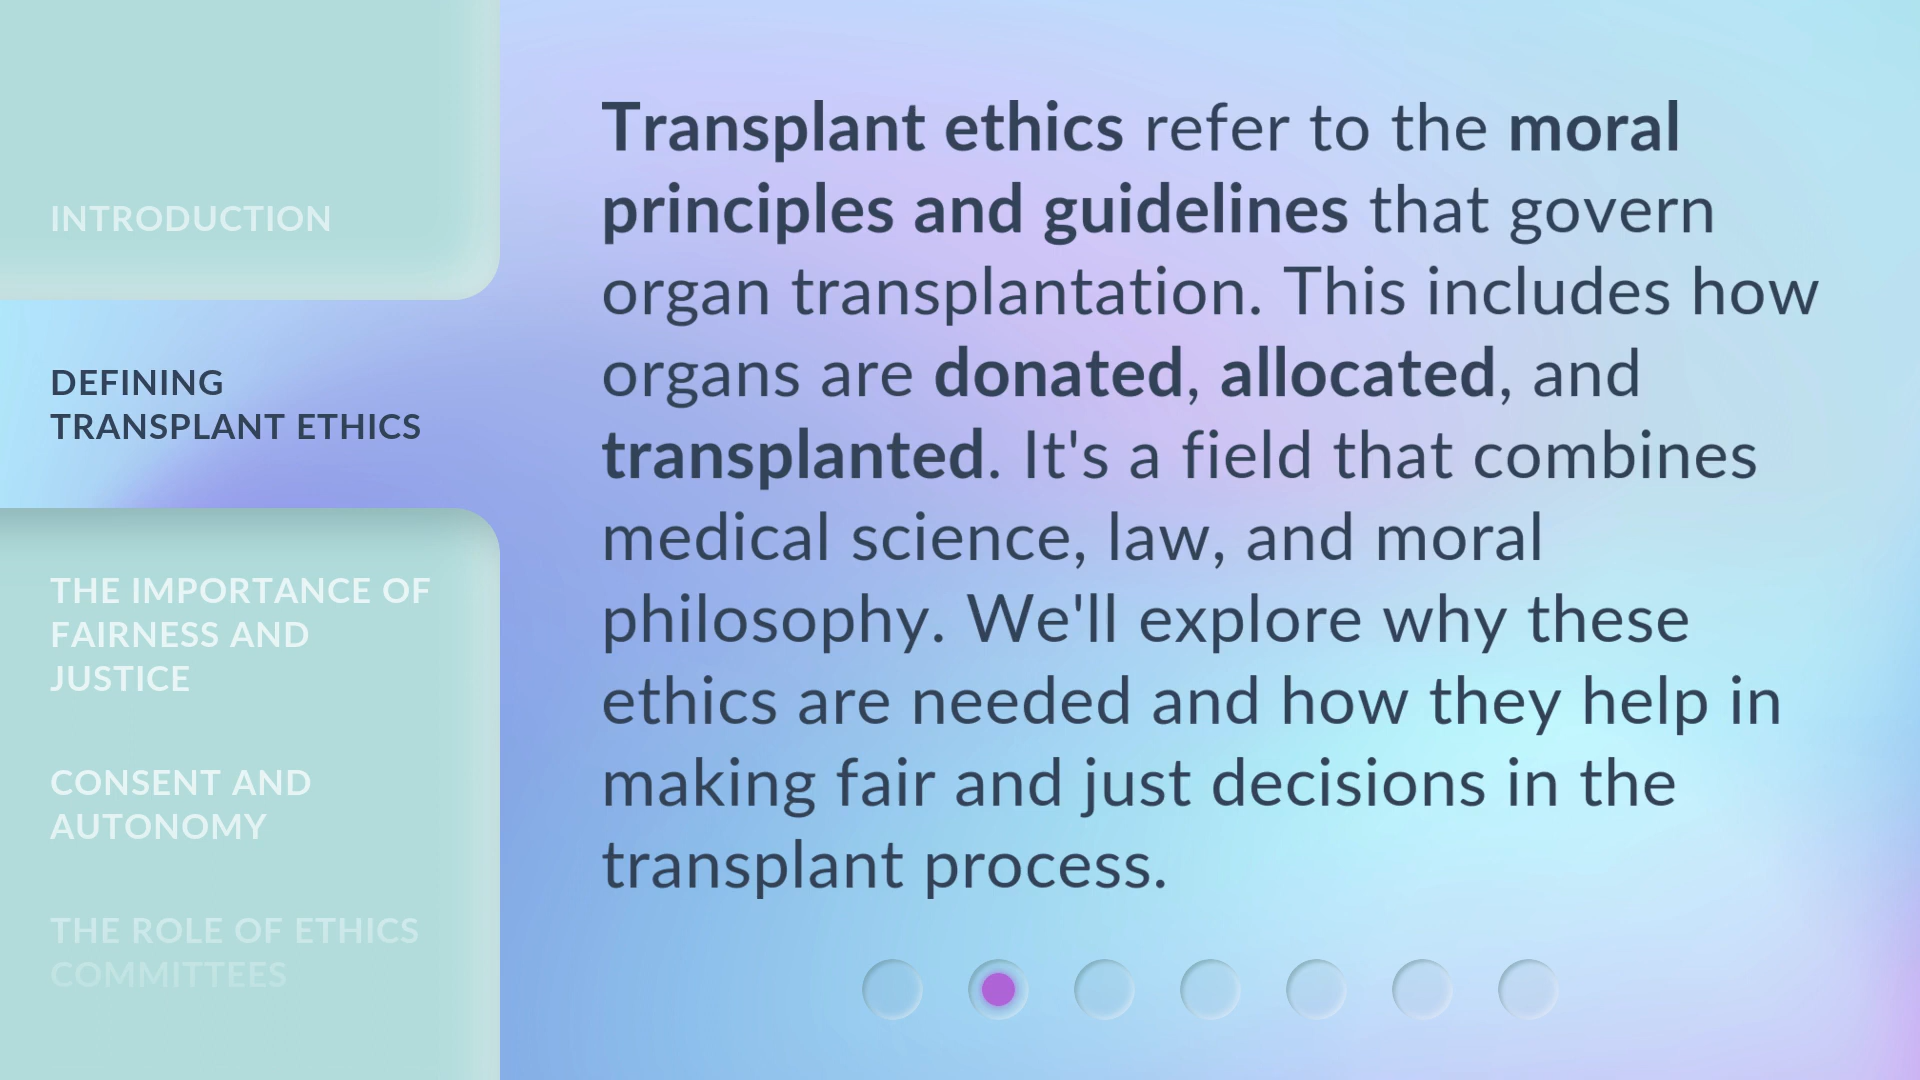 INTRODUCTION
DEFINING
TRANSPLANT ETHICS
THE IMPORTANCE OF
FAIRNESS AND
JUSTICE
CONSENT AND
AUTONOMY
THE ROLE OF ETHICS
COMMITTEES
Transplant ethics refer to the moral
principles and guidelines that govern
organ transplantation. This includes how
organs are donated, allocated, and
transplanted. It's a field that combines
medical science, law, and moral
philosophy. We'll explore why these
ethics are needed and how they help in
making fair and just decisions in the
transplant process.